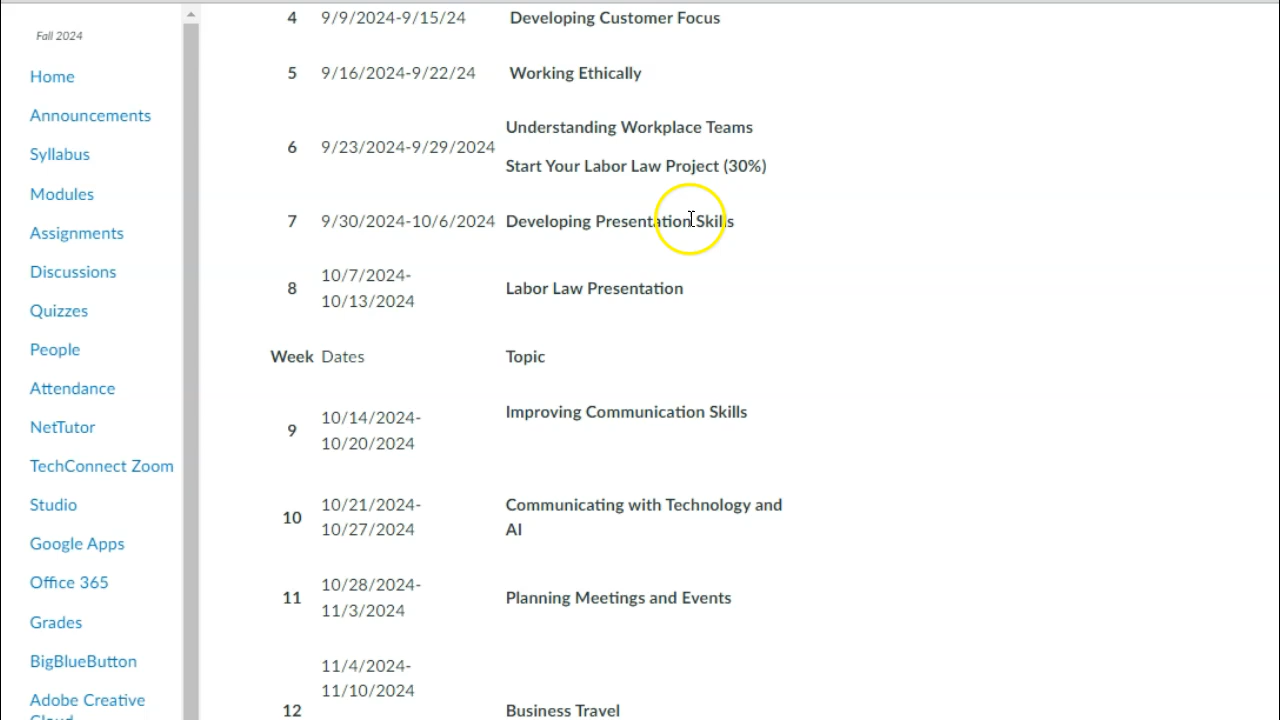 Fall 2024
Home
Announcements
Syllabus
Modules
Assignments
Discussions
Quizzes
People
Attendance
NetTutor
TechConnect Zoom
Studio
Google Apps
Office 365
Grades
BigBlueButton
Adobe Creative
Cloud
4 9/9/2024-9/15/24 Developing Customer Focus
5 9/16/2024-9/22/24 Working Ethically
Understanding Workplace Teams
6 9/23/2024-9/29/2024
Start Your Labor Law Project (30%)
7 9/30/2024-10/6/2024 Developing Presentation Skills
10/7/2024-
8 Labor Law Presentation
10/13/2024
Week Dates Topic
Improving Communication Skills
10/14/2024-
9
10/20/2024
10/21/2024- Communicating with Technology and
10
10/27/2024 AI
10/28/2024-
11 Planning Meetings and Events
11/3/2024
11/4/2024-
11/10/2024
12 Business Travel